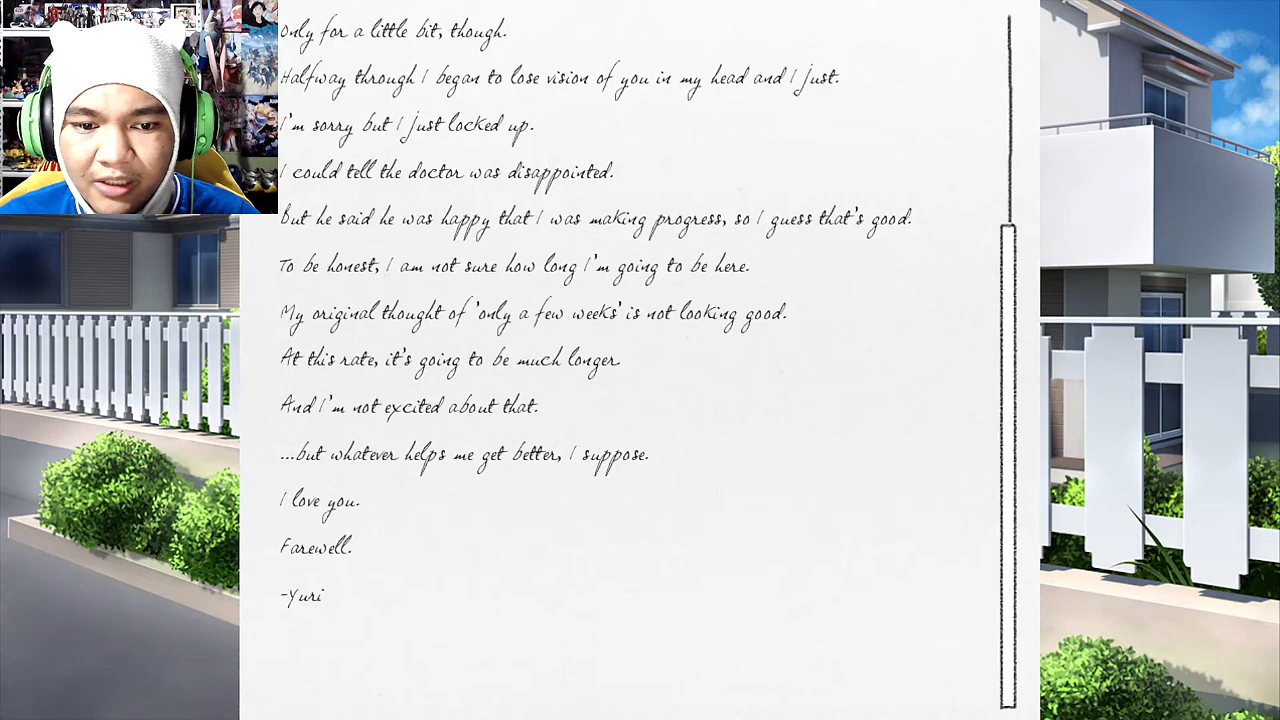 Only for a little bit, though.
Halfway through I began to lose vision of you in my head and I just.
I'm sorry but I just locked up.
I could tell the doctor was disappointed.
But he said he was happy that I was making progress, so I guess that's good.
To be honest, I am not sure how long I'm going to be here.
My original thought of 'only a few weeks' is not looking good.
At this rate, it's going to be much longer.
And I'm not excited about that.
...but whatever helps me get better, I suppose.
I love you.
Farewell.
-Yuri